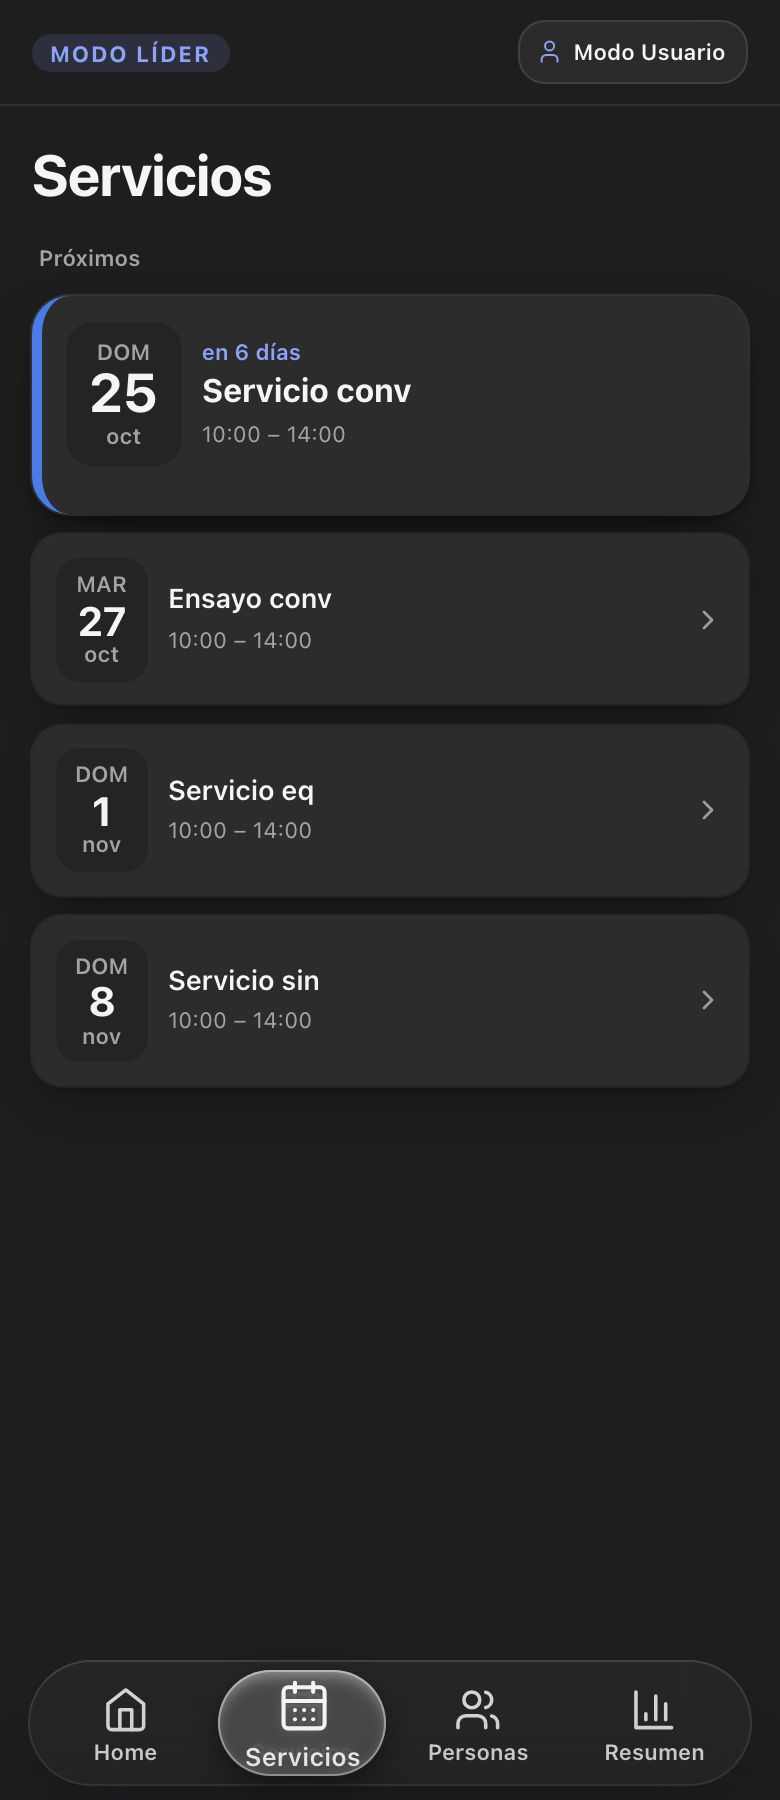 MODO LÍDER
Modo Usuario
Servicios
Próximos
DOM
25
oct
en 6 días
Servicio conv
10:00 – 14:00
MAR
27
oct
Ensayo conv
10:00 – 14:00
DOM
1
nov
Servicio eq
10:00 – 14:00
DOM
8
nov
Servicio sin
10:00 – 14:00
Home
Servicios
Personas
Resumen